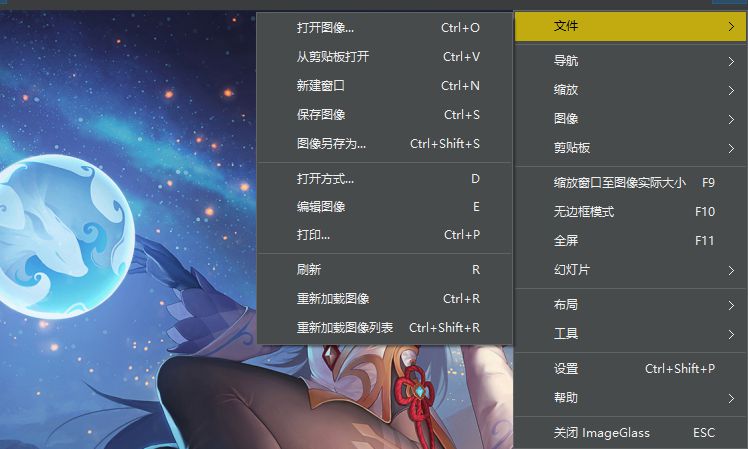 文件
导航
缩放
图像
剪贴板
缩放窗口至图像实际大小 F9
无边框模式 F10
全屏 F11
幻灯片
布局
工具
设置 Ctrl+Shift+P
帮助
关闭 ImageGlass ESC
打开图像... Ctrl+O
从剪贴板打开 Ctrl+V
新建窗口 Ctrl+N
保存图像 Ctrl+S
图像另存为... Ctrl+Shift+S
打开方式... D
编辑图像 E
打印... Ctrl+P
刷新 R
重新加载图像 Ctrl+R
重新加载图像列表 Ctrl+Shift+R